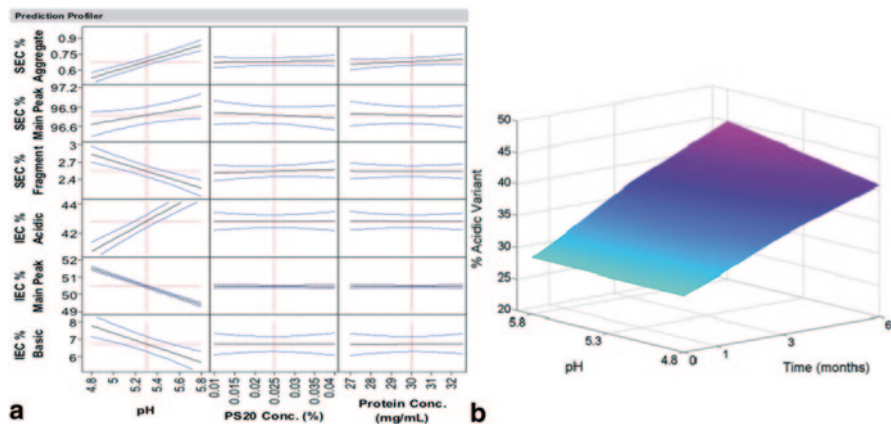 Prediction Profiler
SEC %
Aggregate
0.9
0.75
0.6
SEC %
Main Peak
97.2
96.9
96.6
SEC %
Fragment
3
2.7
2.4
IEC %
Acidic
44
42
IEC %
Main Peak
52
51
50
49
IEC %
Basic
8
7
6
4.8 5 5.2 5.4 5.6 5.8
0.01 0.015 0.02 0.025 0.03 0.035 0.04
27 28 29 30 31 32
a
pH
PS20 Conc. (%)
Protein Conc.
(mg/mL)
% Acidic Variant
50
45
40
35
30
25
20
5.8 5.3 4.8
0 1 3 6
pH
Time (months)
b